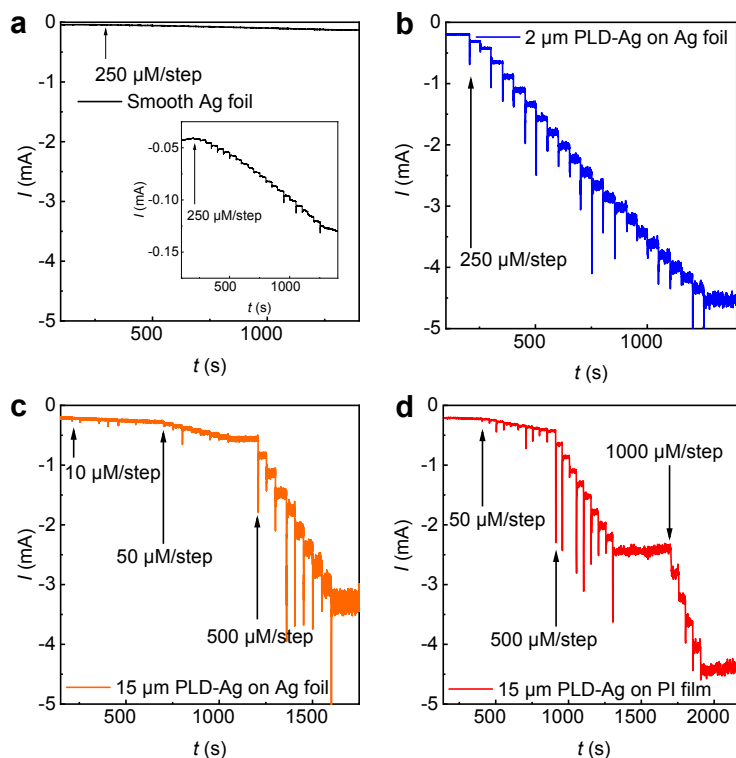 a
0
-1
-2
-3
-4
-5
I (mA)
500
1000
t (s)
250 µM/step
Smooth Ag foil
-0.05
-0.10
-0.15
I (mA)
250 µM/step
500
1000
t (s)
b
0
-1
-2
-3
-4
-5
I (mA)
2 µm PLD-Ag on Ag foil
250 µM/step
500
1000
t (s)
c
0
-1
-2
-3
-4
-5
I (mA)
10 µM/step
50 µM/step
500 µM/step
15 µm PLD-Ag on Ag foil
500
1000
1500
t (s)
d
0
-1
-2
-3
-4
-5
I (mA)
1000 µM/step
50 µM/step
500 µM/step
15 µm PLD-Ag on PI film
500
1000
1500
2000
t (s)